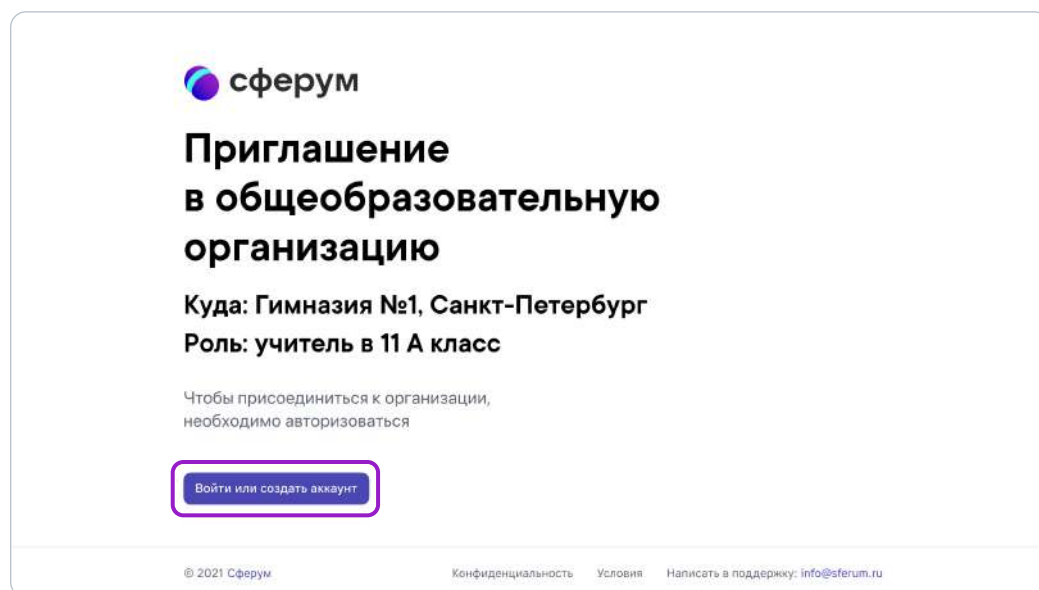 сферум
Приглашение
в общеобразовательную
организацию
Куда: Гимназия №1, Санкт-Петербург
Роль: учитель в 11 А класс
Чтобы присоединиться к организации,
необходимо авторизоваться
Войти или создать аккаунт
© 2021 Сферум Конфиденциальность Условия Написать в поддержку: info@sferum.ru